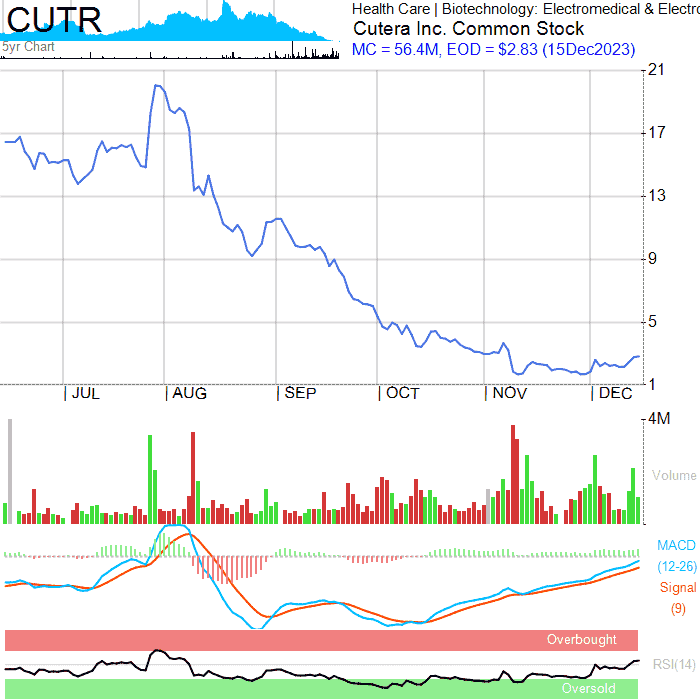 CUTR
5yr Chart
Health Care | Biotechnology: Electromedical & Electro
Cutera Inc. Common Stock
MC = 56.4M, EOD = $2.83 (15Dec2023)
21
17
13
9
5
1
| JUL | AUG | SEP | OCT | NOV | DEC
4M
Volume
MACD
(12-26)
Signal
(9)
Overbought
RSI(14)
Oversold